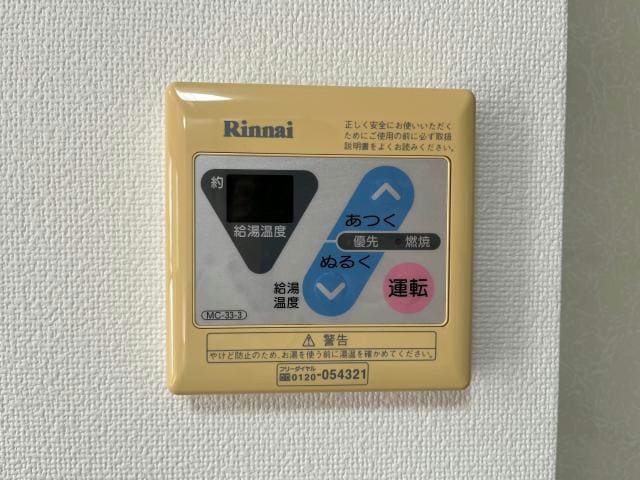 Rinnai
正しく安全にお使いいただく
ためにご使用の前に必ず取扱
説明書をよくお読みください。
約
給湯温度
あつく
優先 燃焼
ぬるく
給湯
温度
運転
MC-33-3
⚠ 警告
やけど防止のため、お湯を使う前に湯温を確かめてください。
フリーダイヤル
0120-054321